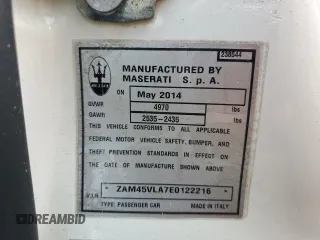 MANUFACTURED BY
MASERATI S. p. A.
ON May 2014
GVWR 4970 lbs
GAWR 2535-2435 lbs
THIS VEHICLE CONFORMS TO ALL APPLICABLE
FEDERAL MOTOR VEHICLE SAFETY, BUMPER, AND
THEFT PREVENTION STANDARDS IN EFFECT ON
THE DATE OF MANUFACTURE SHOWN ABOVE
V.I.N. * ZAM45VLA7E0122216 *
TYPE: PASSENGER CAR MADE IN ITALY
DREAMBID